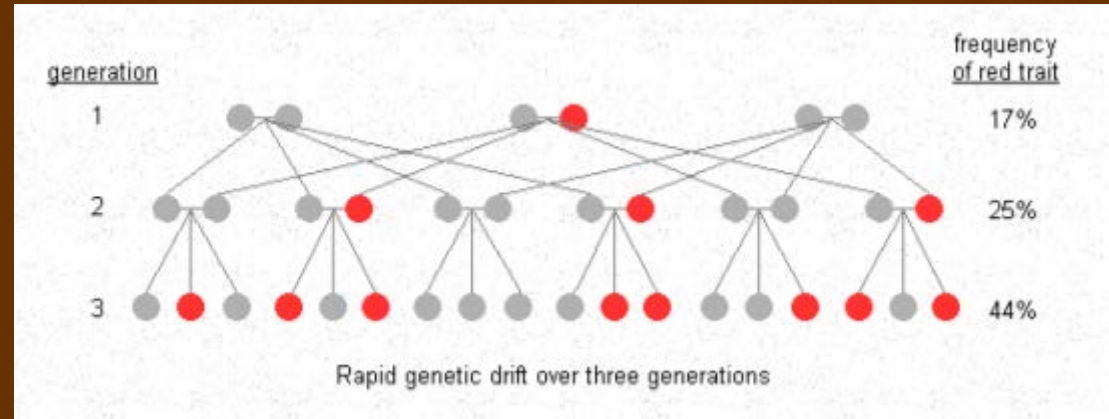 generation
frequency
of red trait
1
17%
2
25%
3
44%
Rapid genetic drift over three generations